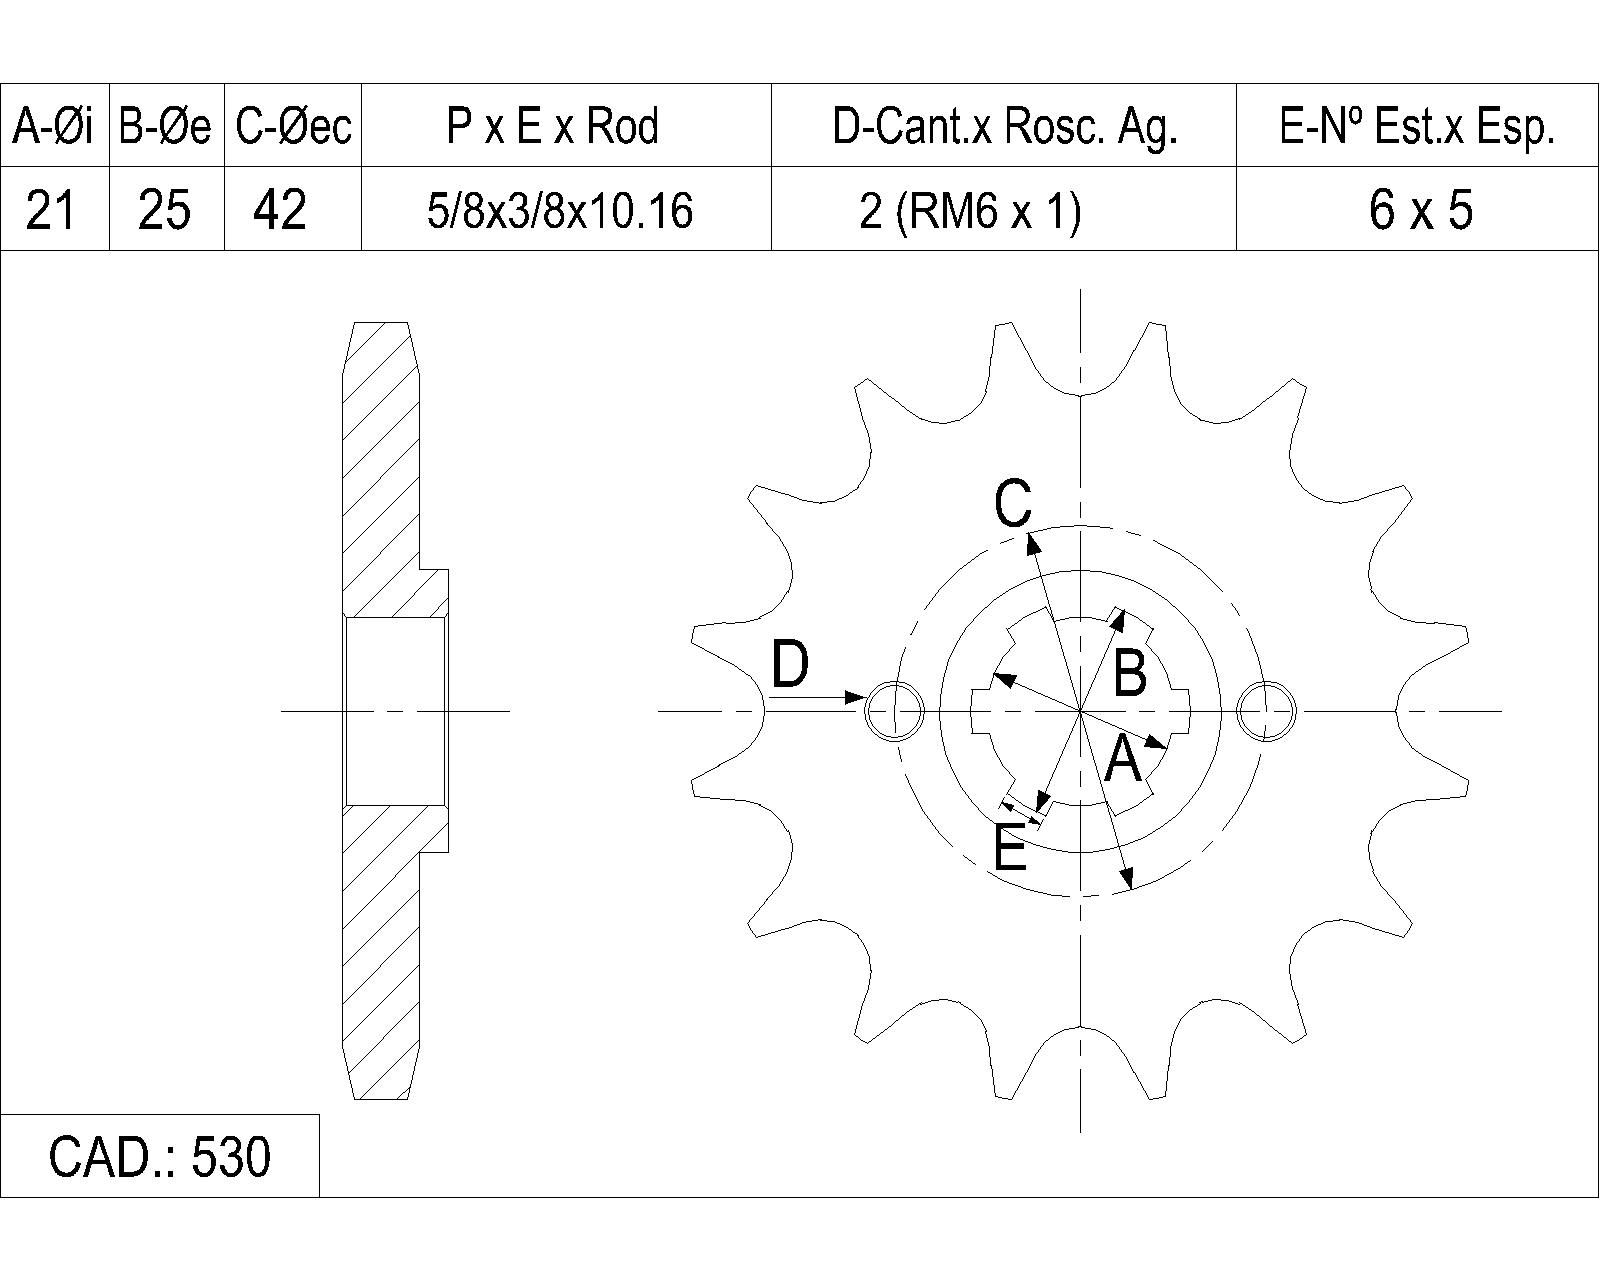 A-Øi B-Øe C-Øec P x E x Rod D-Cant.x Rosc. Ag. E-Nº Est.x Esp.
21 25 42 5/8x3/8x10.16 2 (RM6 x 1) 6 x 5
C
D
B
A
E
CAD.: 530